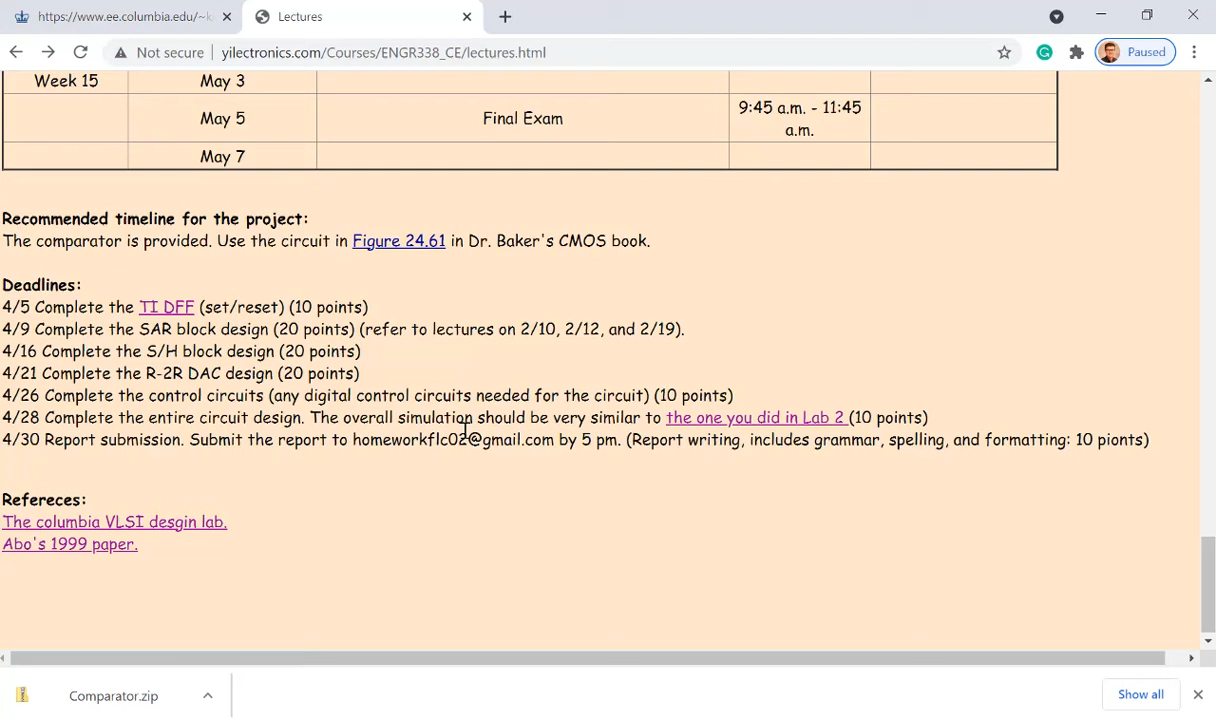 https://www.ee.columbia.edu/~k
Lectures
Not secure
yilectronics.com/Courses/ENGR338_CE/lectures.html
Paused
Week 15
May 3
May 5
Final Exam
9:45 a.m. - 11:45
a.m.
May 7
Recommended timeline for the project:
The comparator is provided. Use the circuit in Figure 24.61 in Dr. Baker's CMOS book.
Deadlines:
4/5 Complete the TI DFF (set/reset) (10 points)
4/9 Complete the SAR block design (20 points) (refer to lectures on 2/10, 2/12, and 2/19).
4/16 Complete the S/H block design (20 points)
4/21 Complete the R-2R DAC design (20 points)
4/26 Complete the control circuits (any digital control circuits needed for the circuit) (10 points)
4/28 Complete the entire circuit design. The overall simulation should be very similar to the one you did in Lab 2 (10 points)
4/30 Report submission. Submit the report to homeworkflc02@gmail.com by 5 pm. (Report writing, includes grammar, spelling, and formatting: 10 pionts)
Refereces:
The columbia VLSI desgin lab.
Abo's 1999 paper.
Comparator.zip
Show all